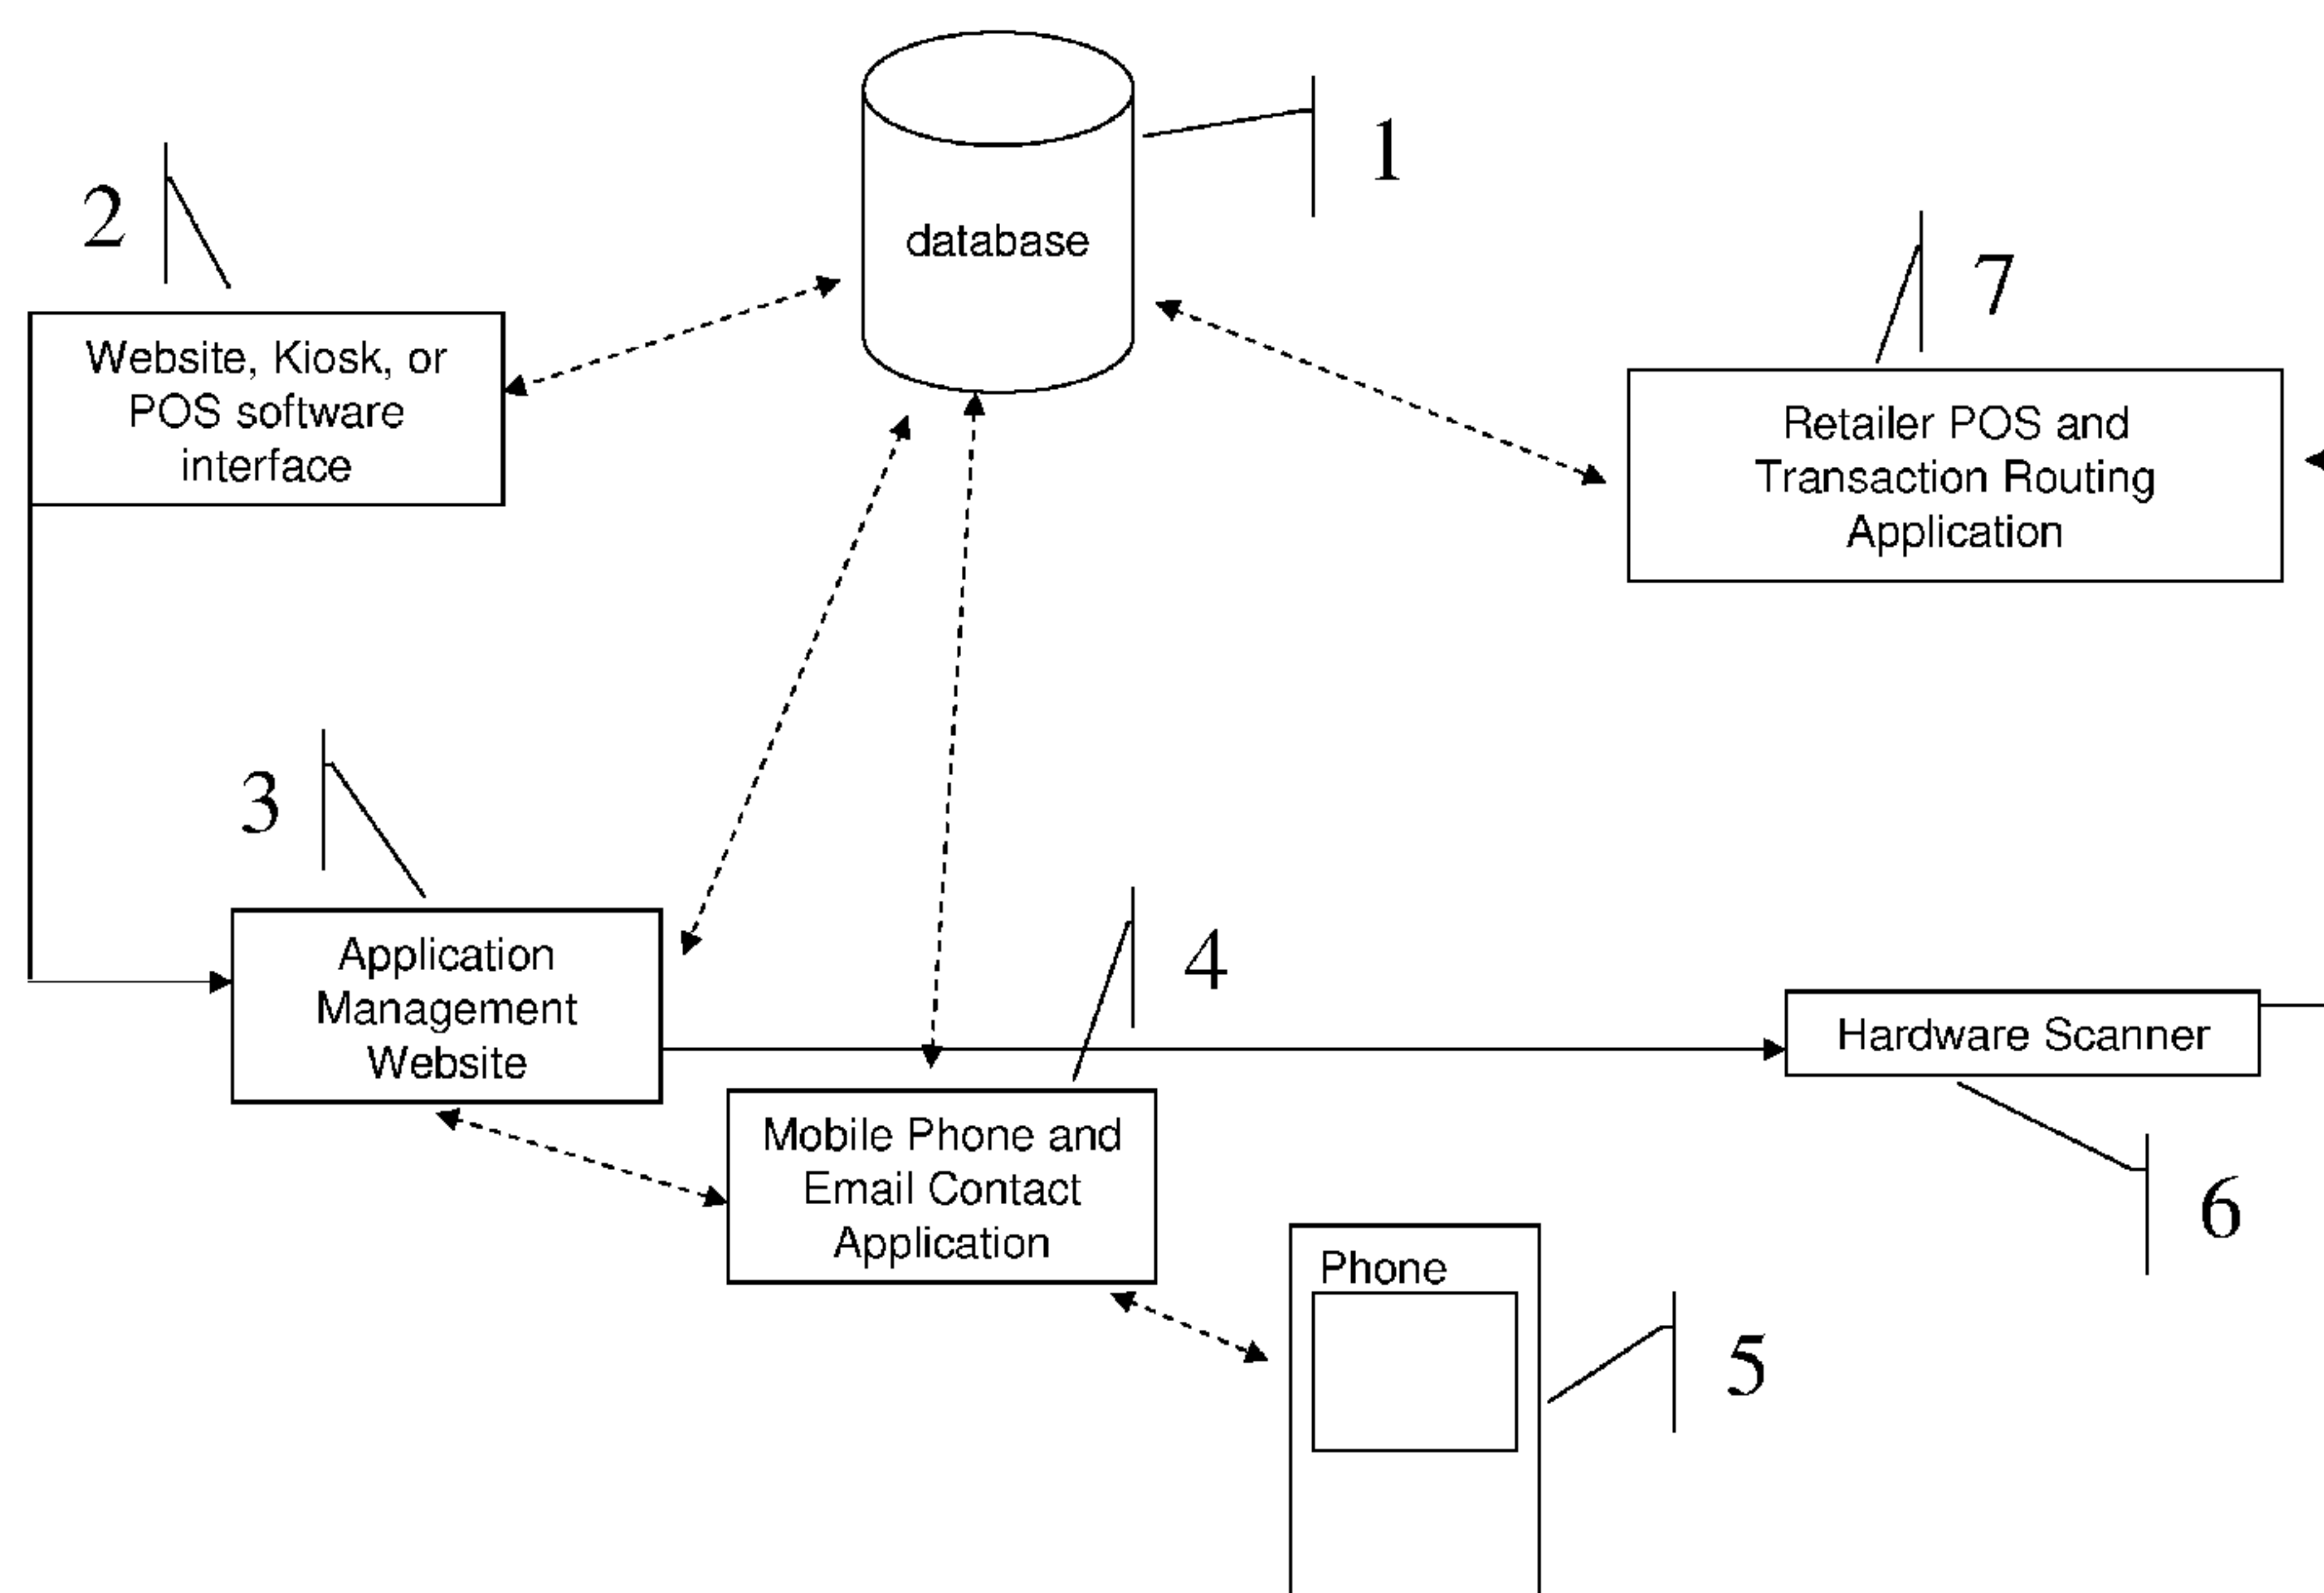 1
database
2
Website, Kiosk, or
POS software
interface
7
Retailer POS and
Transaction Routing
Application
3
Application
Management
Website
4
Mobile Phone and
Email Contact
Application
Hardware Scanner
6
Phone
5